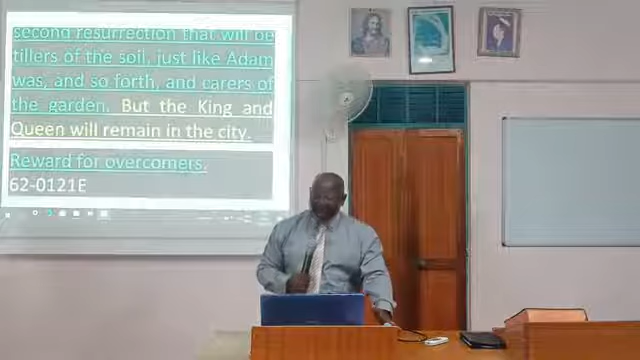 second resurrection that will be
tillers of the soil, just like Adam
was, and so forth, and carers of
the garden. But the King and
Queen will remain in the city.
Reward for overcomers.
62-0121E